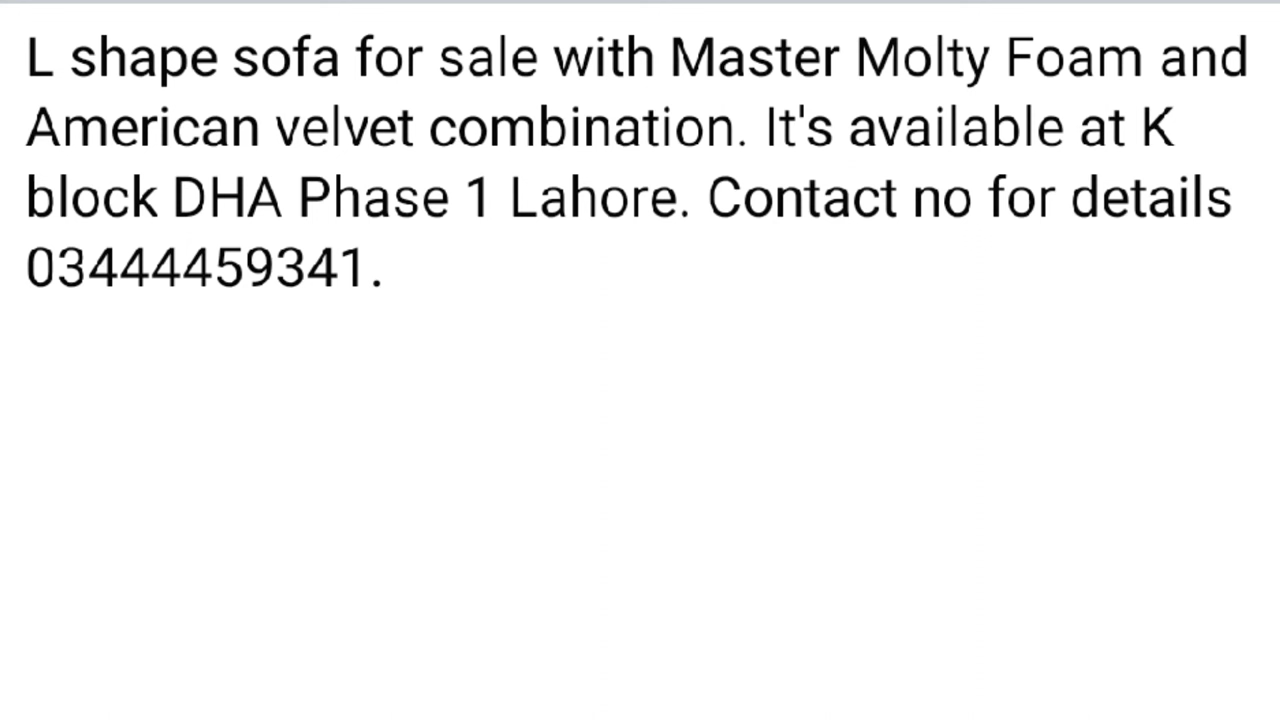 L shape sofa for sale with Master Molty Foam and
American velvet combination. It's available at K
block DHA Phase 1 Lahore. Contact no for details
03444459341.